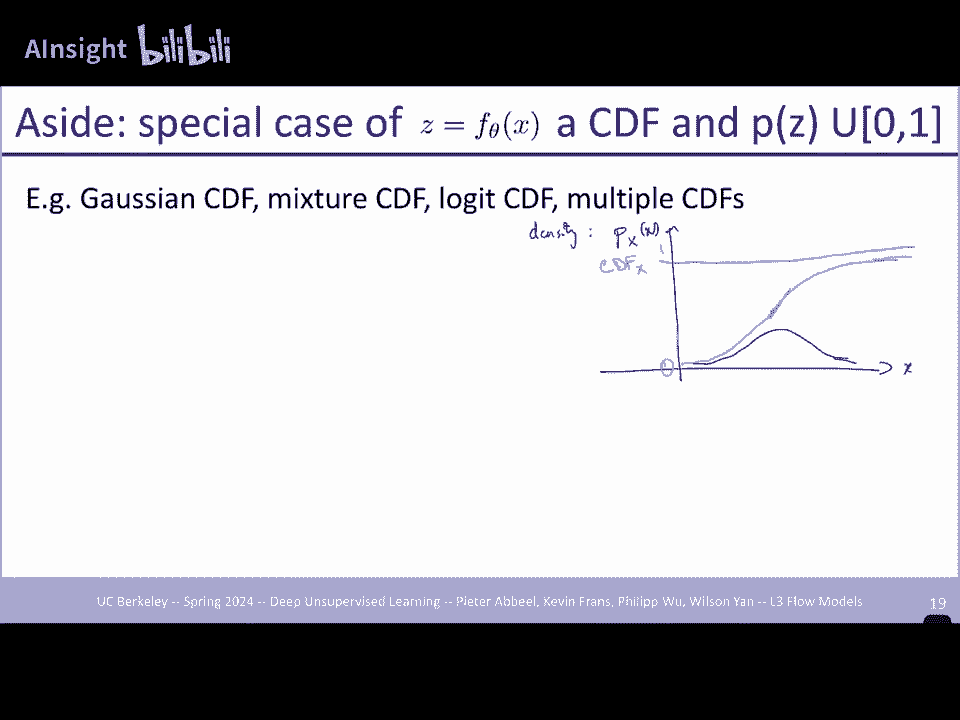 AInsight bilibili
Aside: special case of z = f_θ(x) a CDF and p(z) U[0,1]
E.g. Gaussian CDF, mixture CDF, logit CDF, multiple CDFs
density : p_x(x)
1
CDF_x
0
x
UC Berkeley -- Spring 2024 -- Deep Unsupervised Learning -- Pieter Abbeel, Kevin Frans, Philipp Wu, Wilson Yan -- L3 Flow Models
19